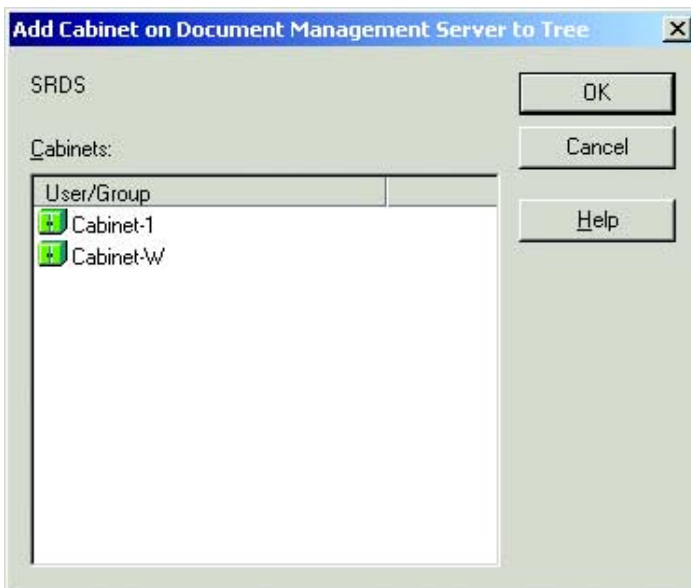 Add Cabinet on Document Management Server to Tree
SRDS
OK
Cabinets:
Cancel
User/Group
Help
Cabinet-1
Cabinet-W